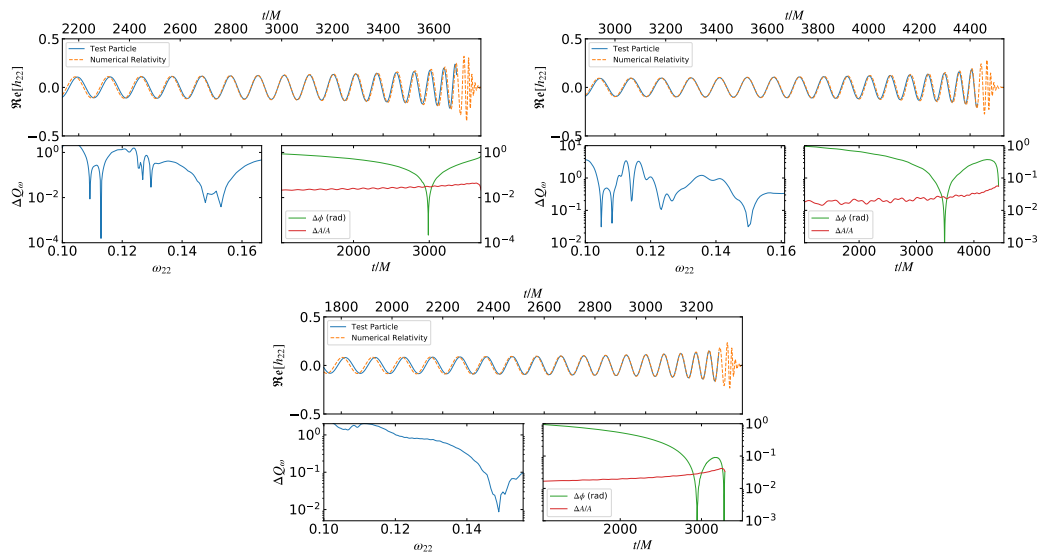 t/M
2200 2400 2600 2800 3000 3200 3400 3600
0.5
0.0
−0.5
ℜe[h22]
Test Particle
Numerical Relativity
10^0
10^−2
10^−4
ΔQω
0.10 0.12 0.14 0.16
ω22
Δϕ (rad)
ΔA/A
10^0
10^−2
10^−4
2000 3000
t/M
t/M
3000 3200 3400 3600 3800 4000 4200 4400
0.5
0.0
−0.5
ℜe[h22]
Test Particle
Numerical Relativity
10^1
10^0
10^−1
10^−2
ΔQω
0.10 0.12 0.14 0.16
ω22
Δϕ (rad)
ΔA/A
10^0
10^−1
10^−2
10^−3
2000 3000 4000
t/M
t/M
1800 2000 2200 2400 2600 2800 3000 3200
0.5
0.0
−0.5
ℜe[h22]
Test Particle
Numerical Relativity
10^0
10^−1
10^−2
ΔQω
0.10 0.12 0.14
ω22
Δϕ (rad)
ΔA/A
10^0
10^−1
10^−2
10^−3
2000 3000
t/M